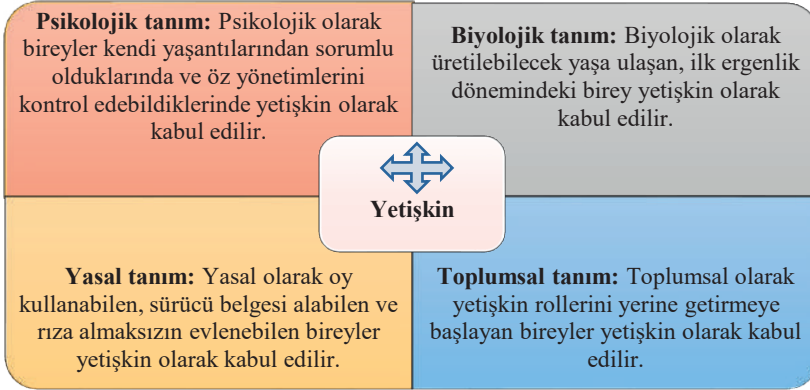 Psikolojik tanım: Psikolojik olarak
bireyler kendi yaşantılarından sorumlu
olduklarında ve öz yönetimlerini
kontrol edebildiklerinde yetişkin olarak
kabul edilir.
Biyolojik tanım: Biyolojik olarak
üretilebilecek yaşa ulaşan, ilk ergenlik
dönemindeki birey yetişkin olarak
kabul edilir.
Yetişkin
Yasal tanım: Yasal olarak oy
kullanabilen, sürücü belgesi alabilen ve
rıza almaksızın evlenebilen bireyler
yetişkin olarak kabul edilir.
Toplumsal tanım: Toplumsal olarak
yetişkin rollerini yerine getirmeye
başlayan bireyler yetişkin olarak kabul
edilir.